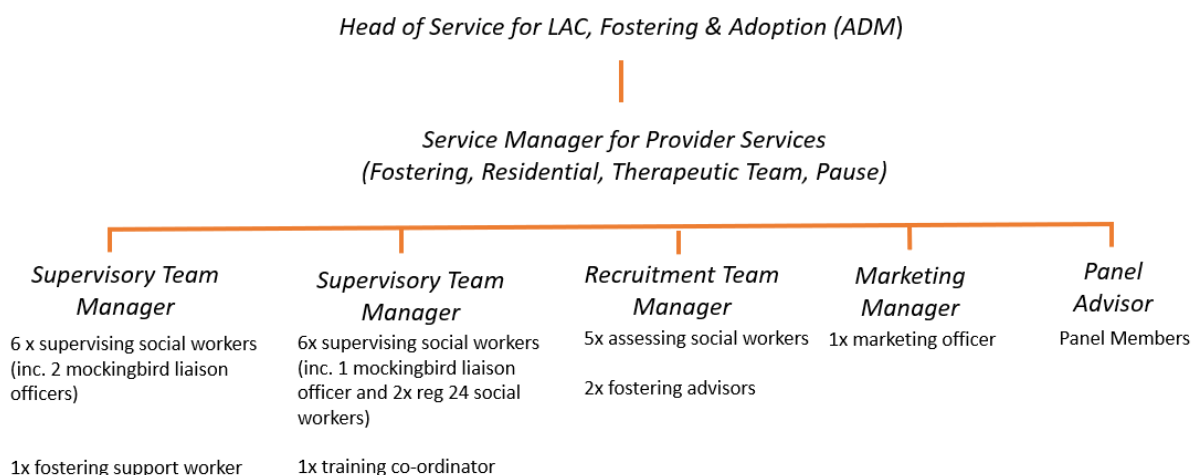 Head of Service for LAC, Fostering & Adoption (ADM)
Service Manager for Provider Services
(Fostering, Residential, Therapeutic Team, Pause)
Supervisory Team
Manager
6 x supervising social workers
(inc. 2 mockingbird liaison
officers)
1x fostering support worker
Supervisory Team
Manager
6x supervising social workers
(inc. 1 mockingbird liaison
officer and 2x reg 24 social
workers)
1x training co-ordinator
Recruitment Team
Manager
5x assessing social workers
2x fostering advisors
Marketing
Manager
1x marketing officer
Panel
Advisor
Panel Members